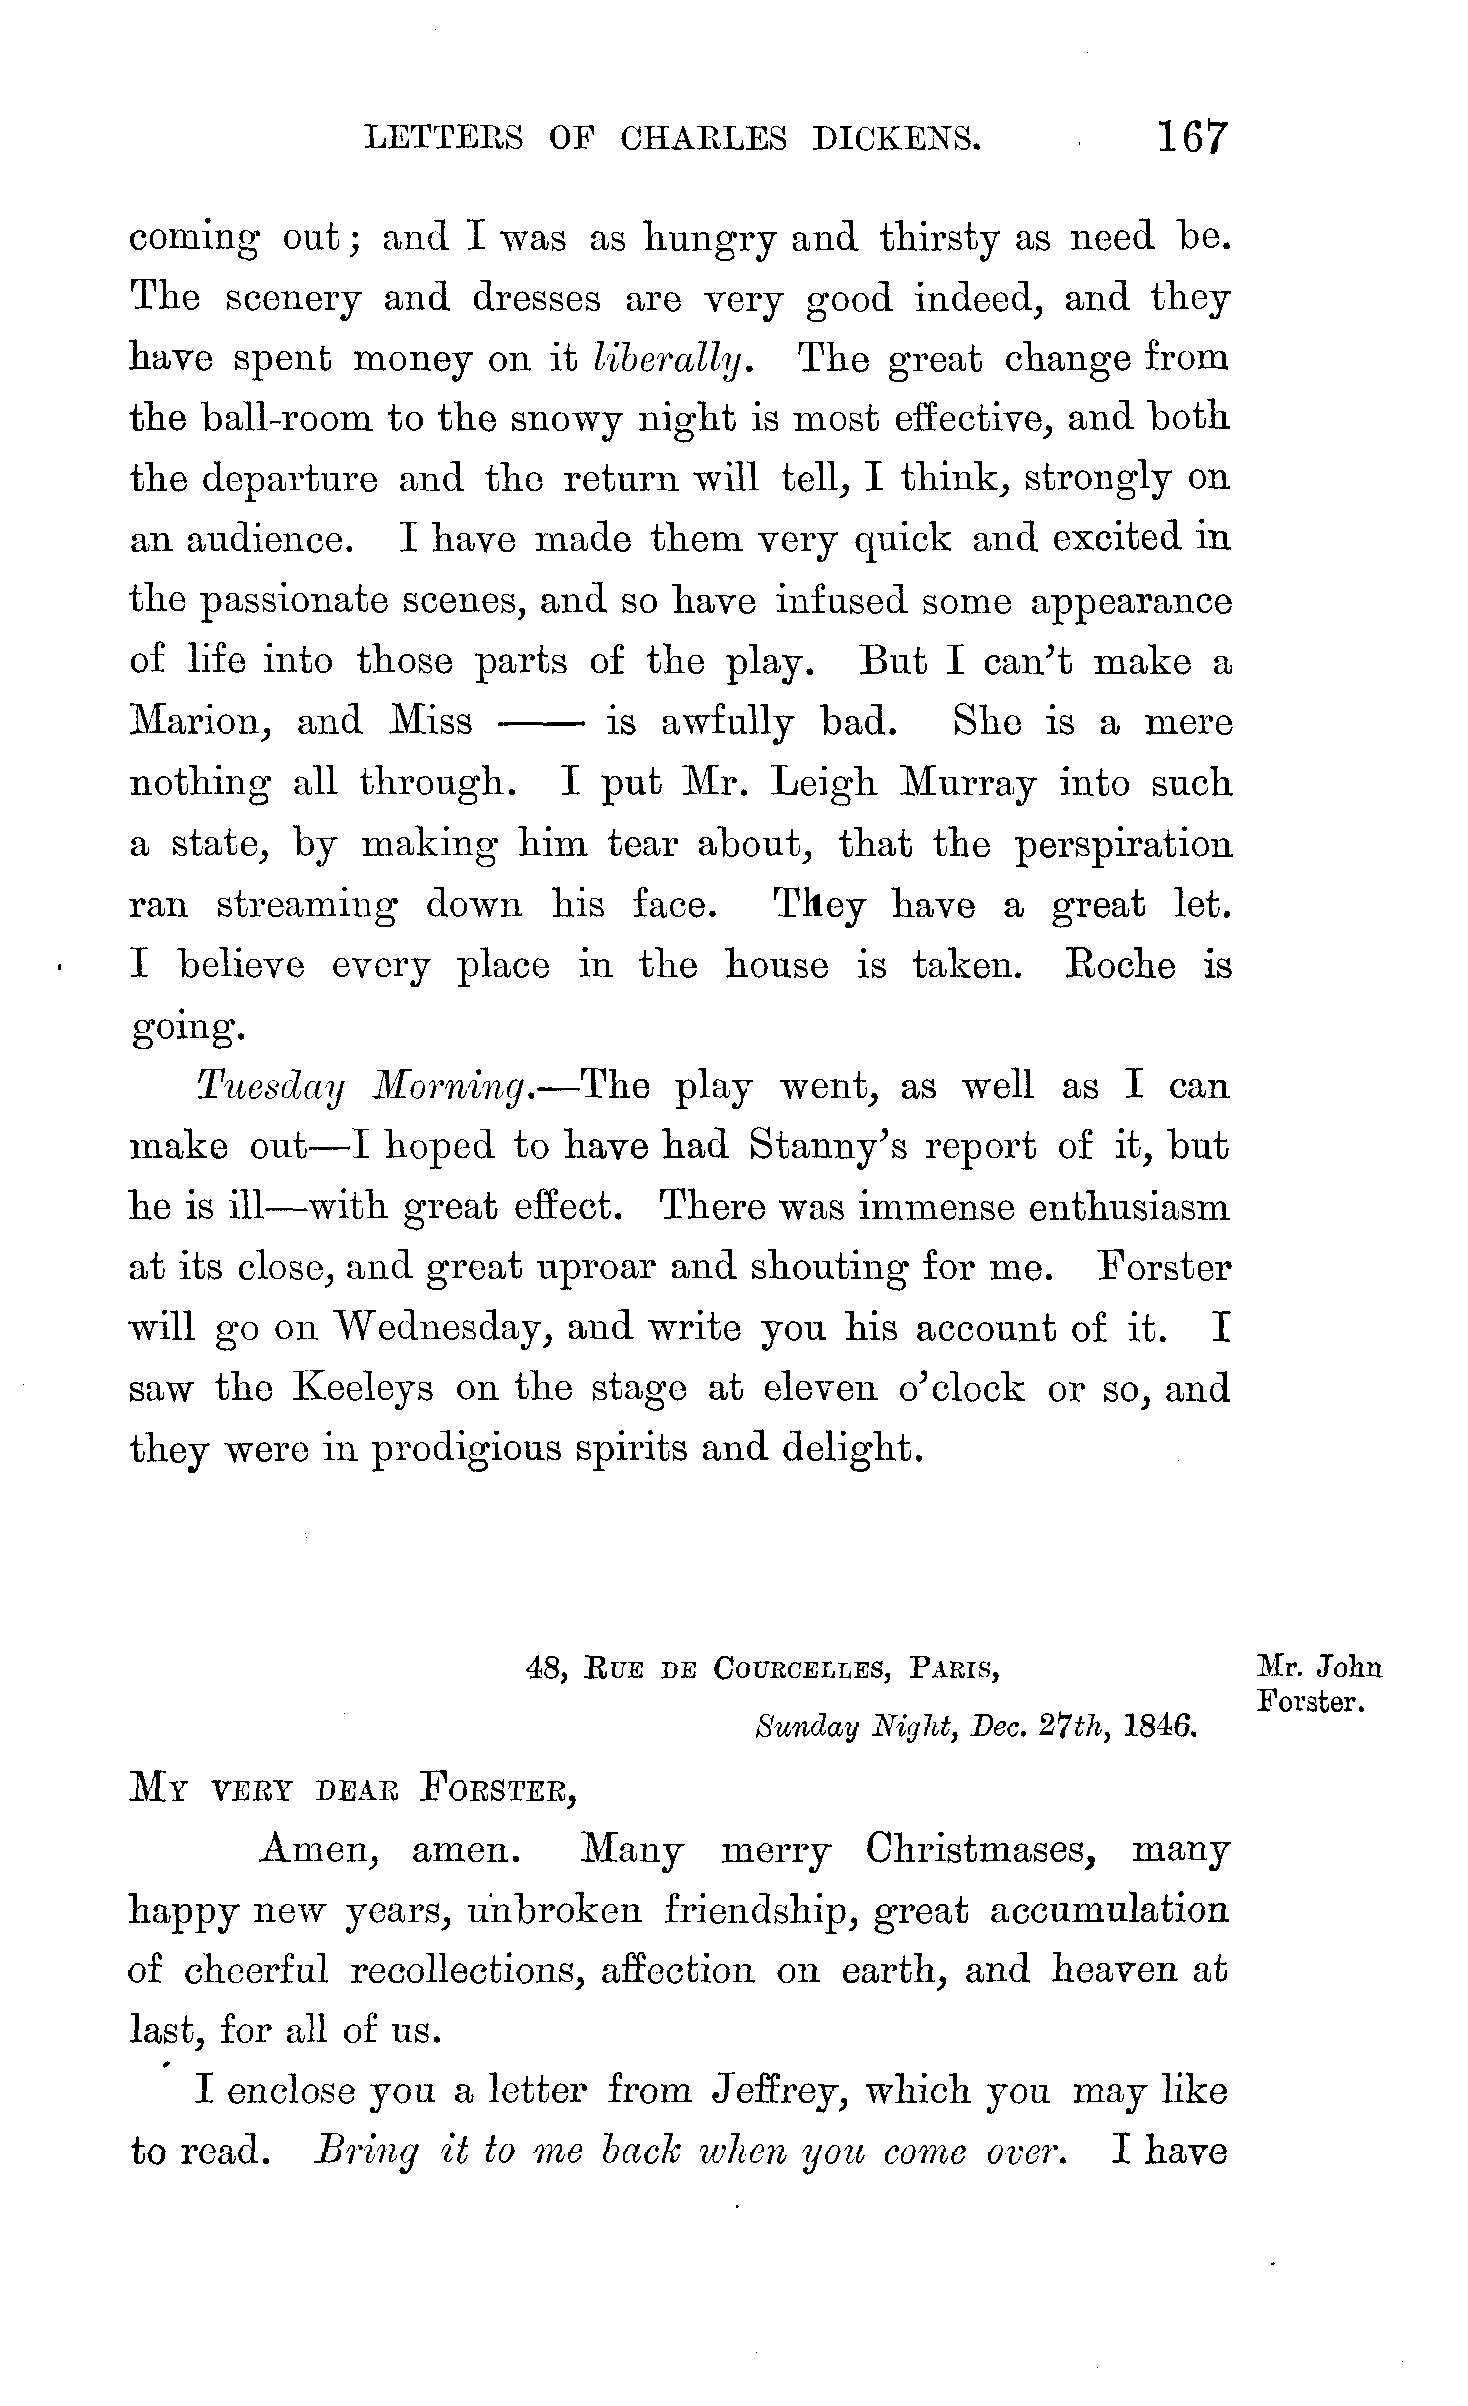 LETTERS OF CHARLES DICKENS. 167
coming out; and I was as hungry and thirsty as need be.
The scenery and dresses are very good indeed, and they
have spent money on it liberally. The great change from
the ball-room to the snowy night is most effective, and both
the departure and the return will tell, I think, strongly on
an audience. I have made them very quick and excited in
the passionate scenes, and so have infused some appearance
of life into those parts of the play. But I can't make a
Marion, and Miss —— is awfully bad. She is a mere
nothing all through. I put Mr. Leigh Murray into such
a state, by making him tear about, that the perspiration
ran streaming down his face. They have a great let.
I believe every place in the house is taken. Roche is
going.
Tuesday Morning.—The play went, as well as I can
make out—I hoped to have had Stanny's report of it, but
he is ill—with great effect. There was immense enthusiasm
at its close, and great uproar and shouting for me. Forster
will go on Wednesday, and write you his account of it. I
saw the Keeleys on the stage at eleven o'clock or so, and
they were in prodigious spirits and delight.
48, RUE DE COURCELLES, PARIS,
Mr. John
Forster.
Sunday Night, Dec. 27th, 1846.
MY VERY DEAR FORSTER,
Amen, amen. Many merry Christmases, many
happy new years, unbroken friendship, great accumulation
of cheerful recollections, affection on earth, and heaven at
last, for all of us.
I enclose you a letter from Jeffrey, which you may like
to read. Bring it to me back when you come over. I have